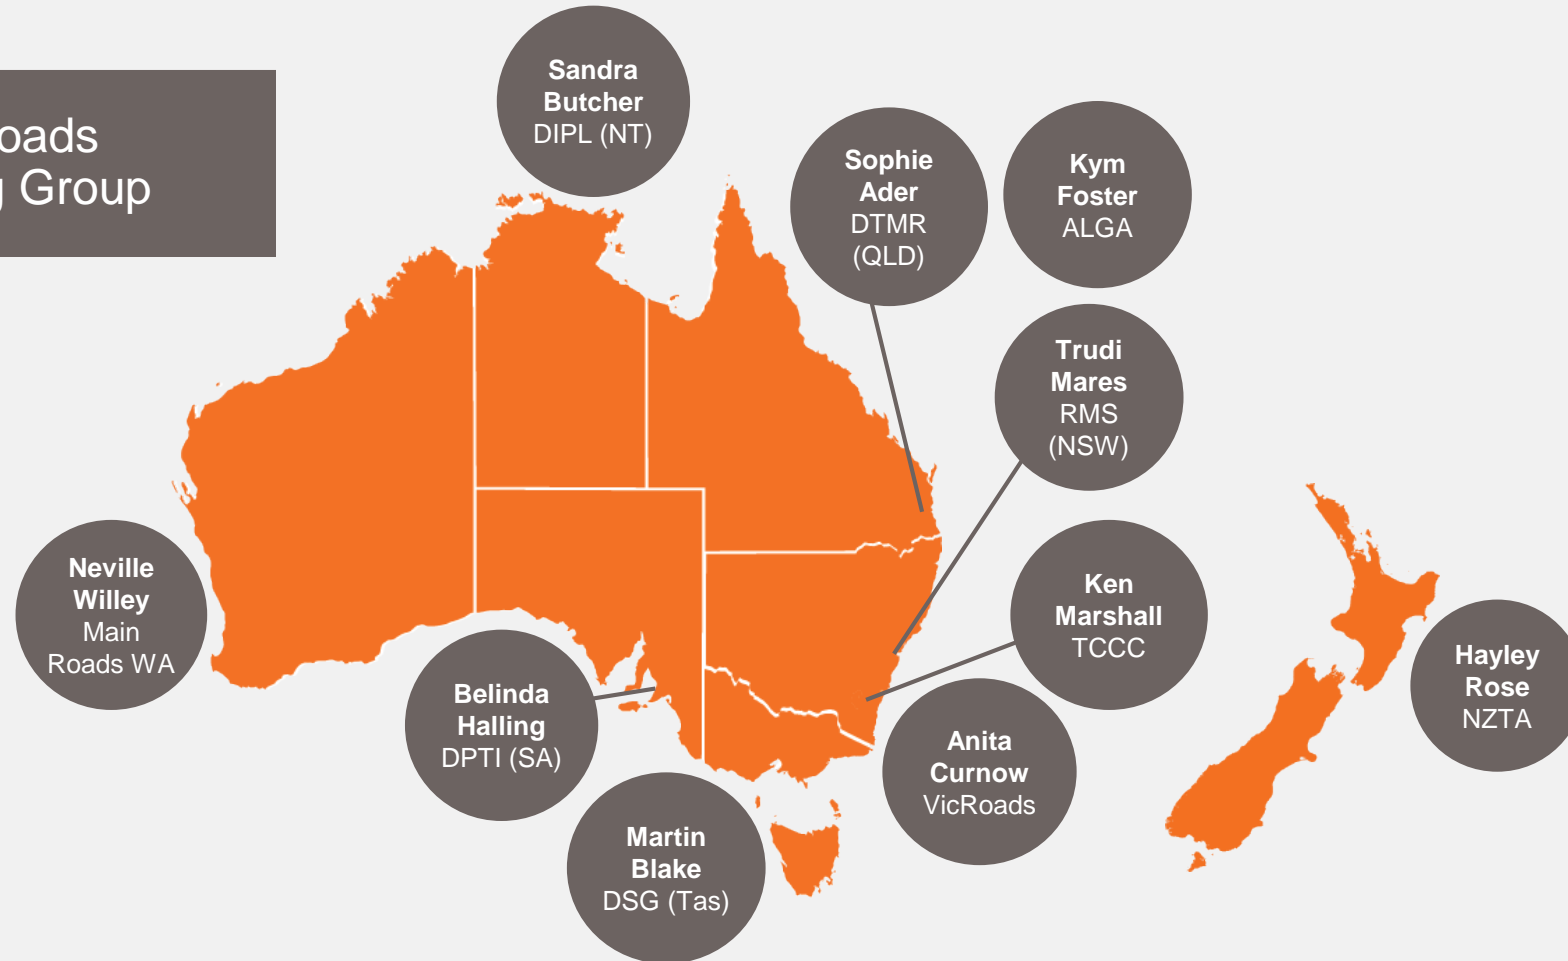 oads
g Group
Sandra
Butcher
DIPL (NT)
Sophie
Ader
DTMR
(QLD)
Kym
Foster
ALGA
Trudi
Mares
RMS
(NSW)
Neville
Willey
Main
Roads WA
Ken
Marshall
TCCC
Hayley
Rose
NZTA
Belinda
Halling
DPTI (SA)
Anita
Curnow
VicRoads
Martin
Blake
DSG (Tas)